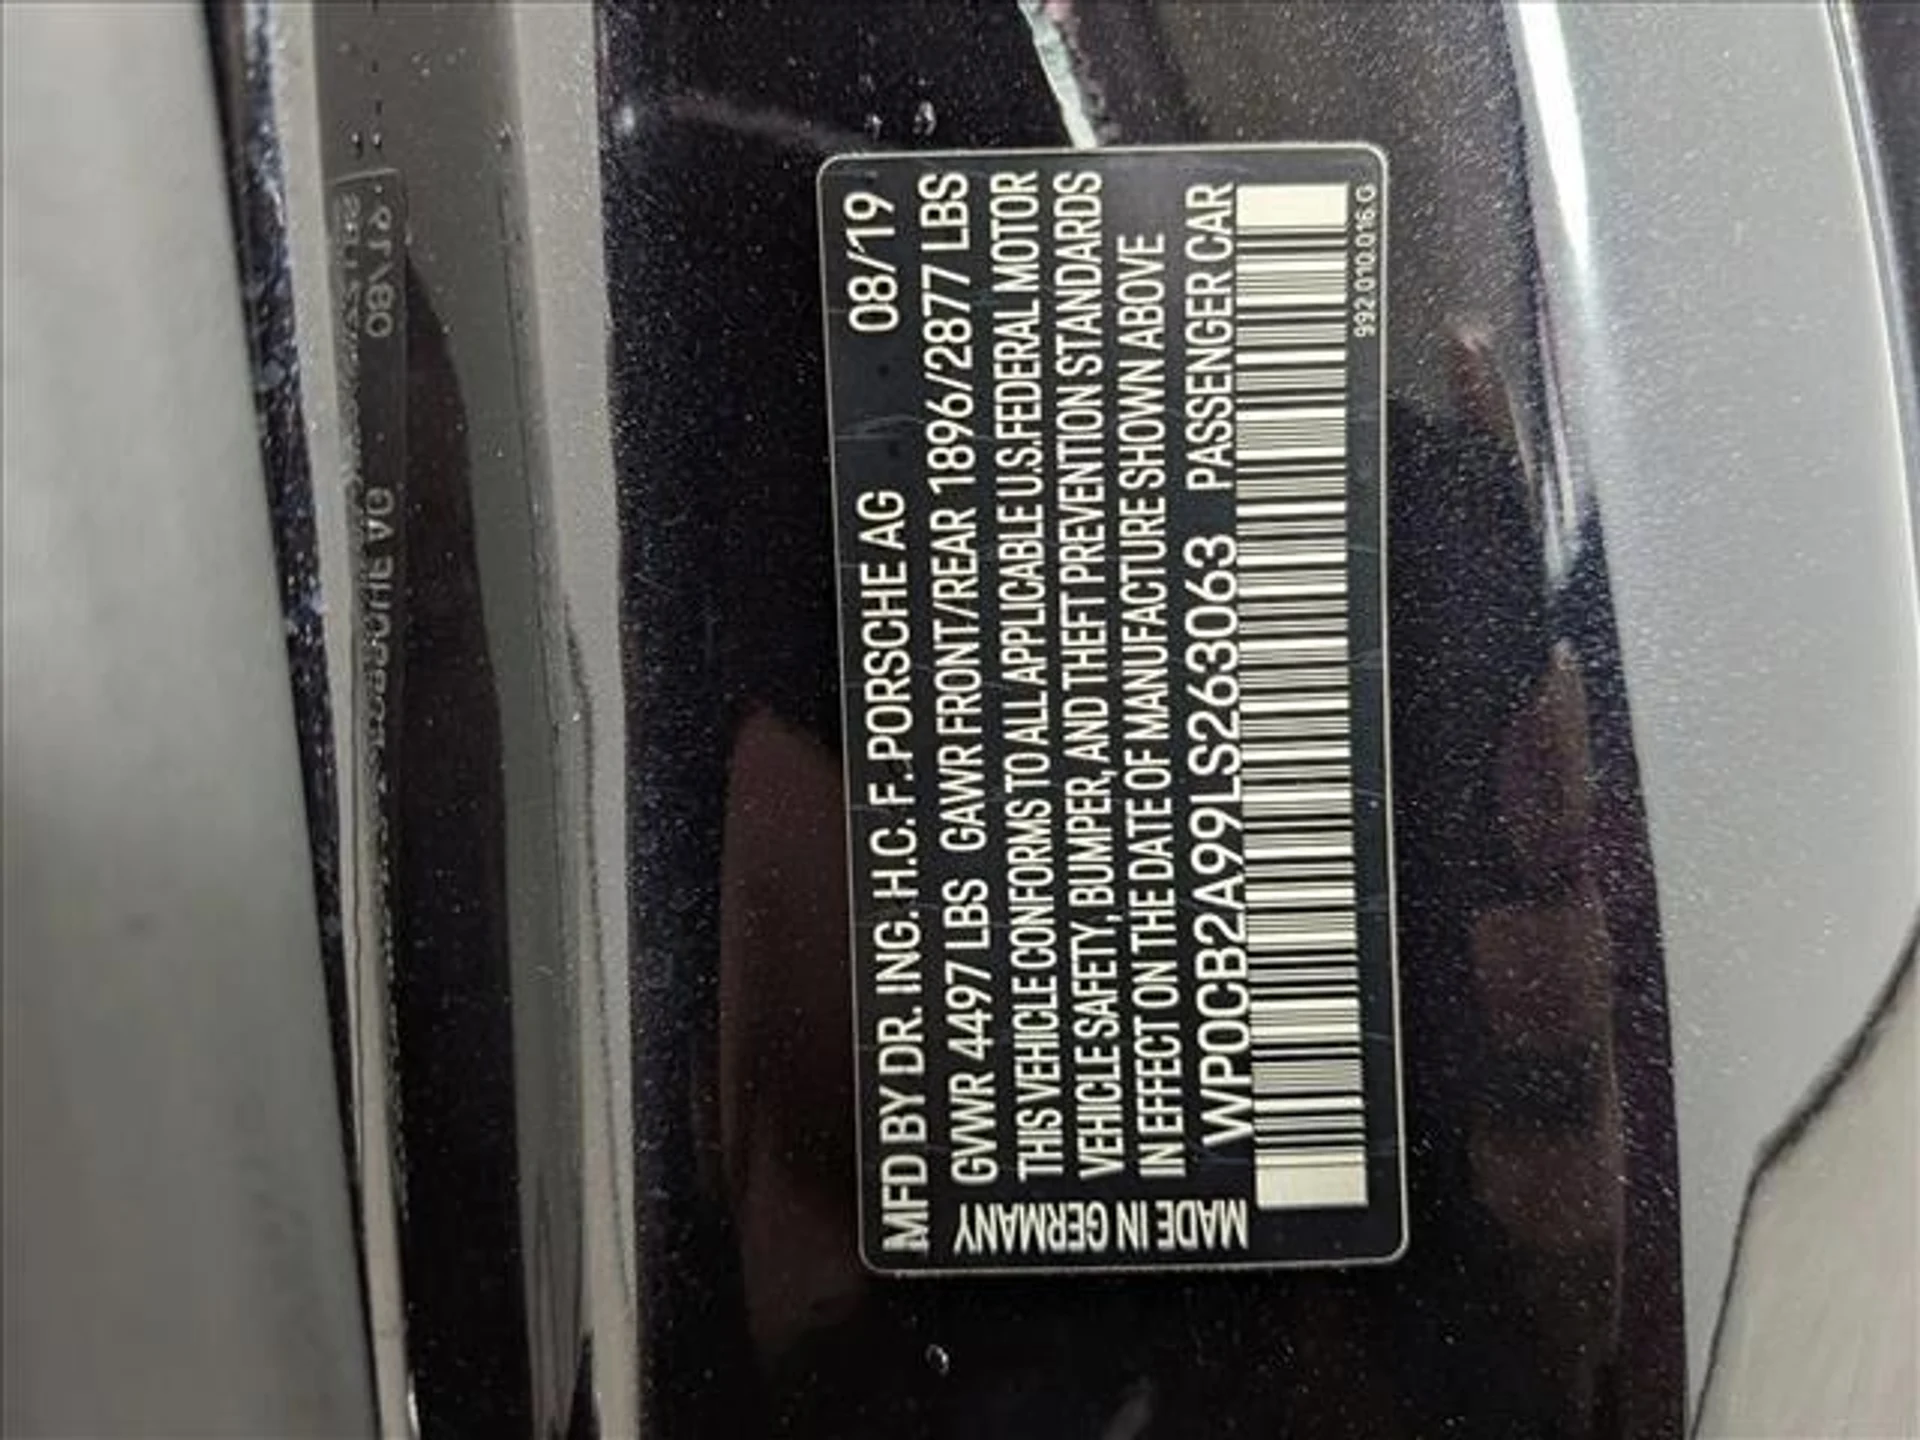 MFD BY DR. ING. H.C. F. PORSCHE AG 08/19
GVWR 4497 LBS GAWR FRONT/REAR 1896/2877 LBS
THIS VEHICLE CONFORMS TO ALL APPLICABLE U.S. FEDERAL MOTOR
VEHICLE SAFETY, BUMPER, AND THEFT PREVENTION STANDARDS
IN EFFECT ON THE DATE OF MANUFACTURE SHOWN ABOVE
WP0CB2A99LS263063 PASSENGER CAR
MADE IN GERMANY
992.010.016.G